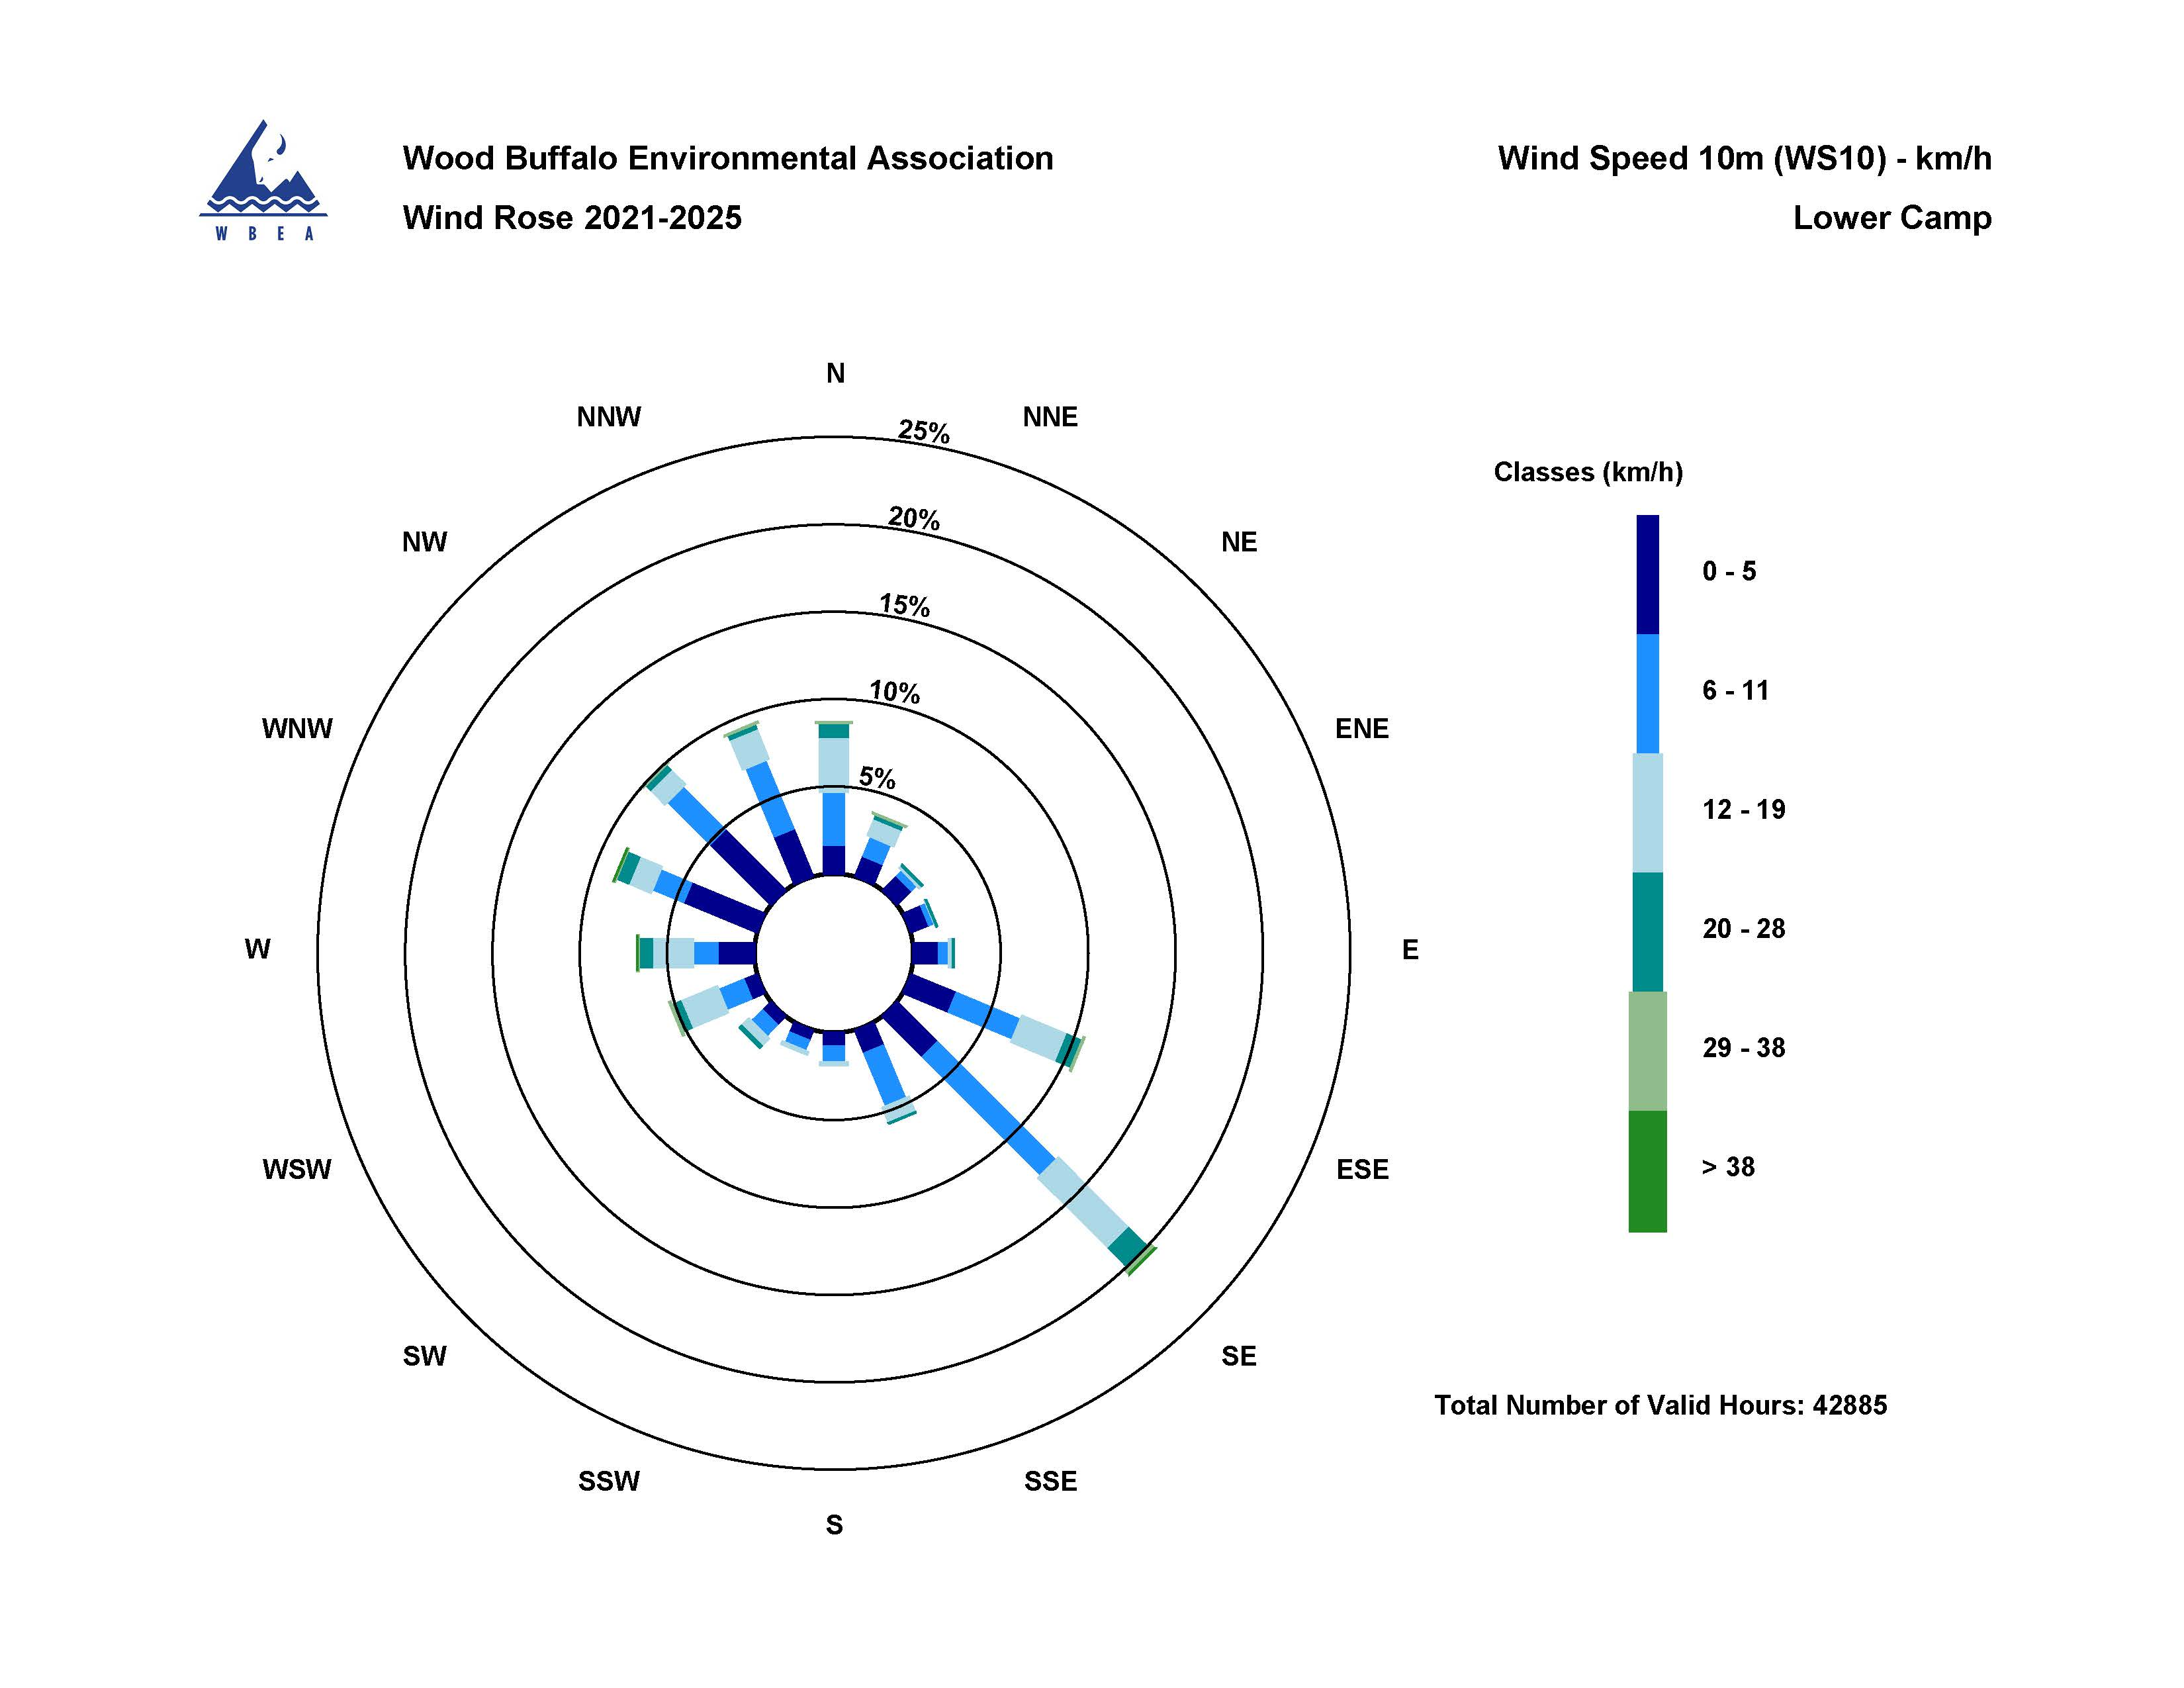 Wood Buffalo Environmental Association
Wind Speed 10m (WS10) - km/h
Wind Rose 2021-2025
Lower Camp
W B E A
N
NNW
NNE
25%
Classes (km/h)
20%
NW
NE
0 - 5
15%
6 - 11
10%
WNW
ENE
5%
12 - 19
20 - 28
W
E
29 - 38
WSW
ESE
> 38
SW
SE
Total Number of Valid Hours: 42885
SSW
SSE
S